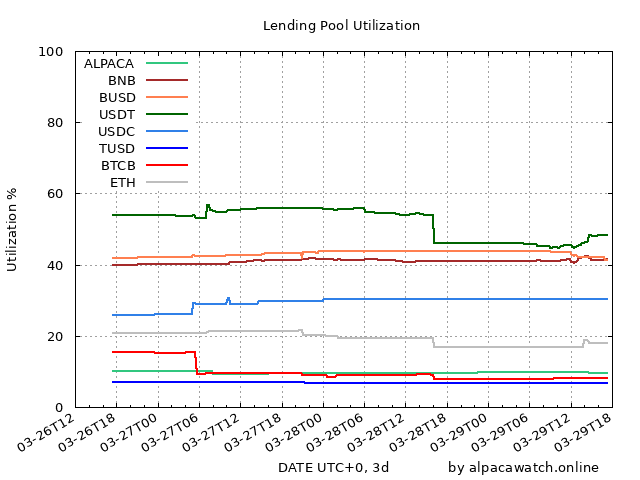 Lending Pool Utilization
100
80
60
40
20
0
Utilization %
ALPACA
BNB
BUSD
USDT
USDC
TUSD
BTCB
ETH
03-26T12
03-26T18
03-27T00
03-27T06
03-27T12
03-27T18
03-28T00
03-28T06
03-28T12
03-28T18
03-29T00
03-29T06
03-29T12
03-29T18
DATE UTC+0, 3d
by alpacawatch.online